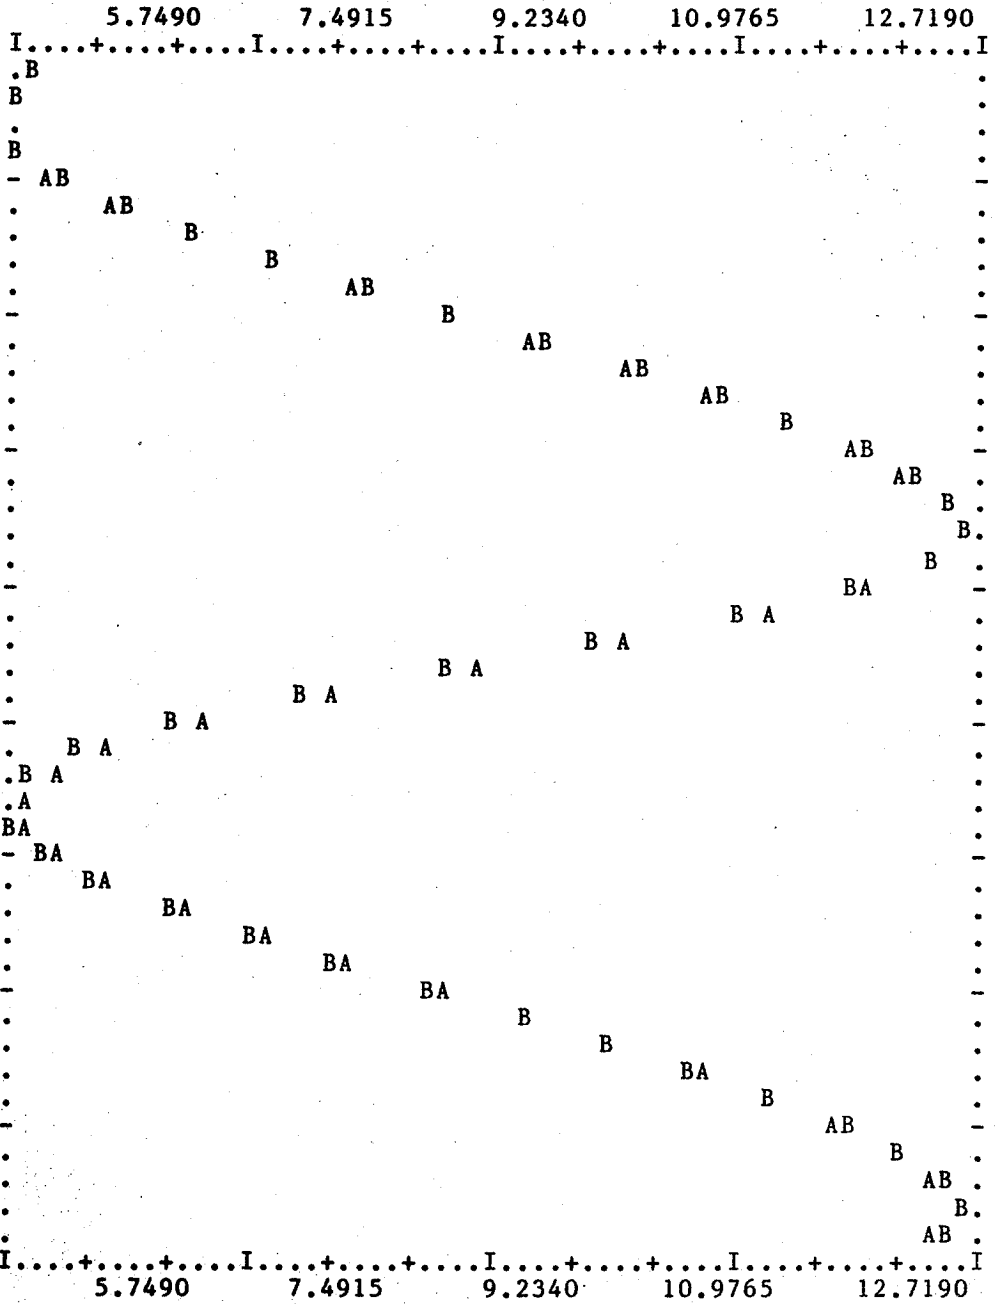 5.7490 7.4915 9.2340 10.9765 12.7190
I....+....+....I....+....+....I....+....+....I....+....+....I
.B .
B .
. .
B .
- AB -
. AB .
. B .
. B .
. AB .
- B -
. AB .
. AB .
. AB .
. B .
- AB -
. AB .
. B .
. B.
. B .
- BA -
. B A .
. B A .
. B A .
. B A .
- B A -
. B A .
.B A .
.A .
BA .
- BA -
. BA .
. BA .
. BA .
. BA .
- BA -
. B .
. B .
. BA .
. B .
- AB -
. B .
. AB .
. B.
. AB .
I....+....+....I....+....+....I....+....+....I....+....+....I
5.7490 7.4915 9.2340 10.9765 12.7190